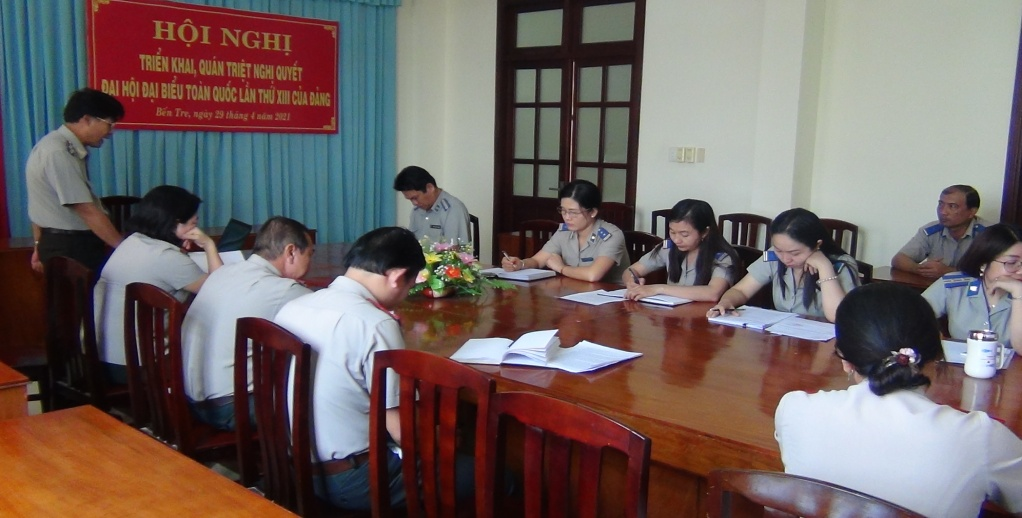 HỘI NGHỊ
TRIỂN KHAI, QUÁN TRIỆT NGHỊ QUYẾT
ĐẠI HỘI ĐẠI BIỂU TOÀN QUỐC LẦN THỨ XIII CỦA ĐẢNG
Bến Tre, ngày 29 tháng 4 năm 2021